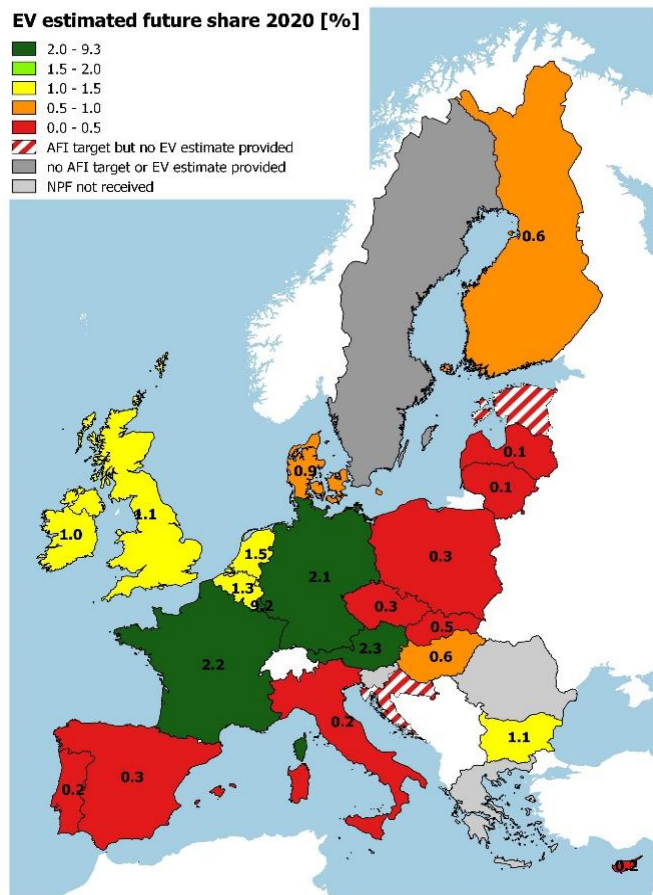 EV estimated future share 2020 [%]
2.0 - 9.3
1.5 - 2.0
1.0 - 1.5
0.5 - 1.0
0.0 - 0.5
AFI target but no EV estimate provided
no AFI target or EV estimate provided
NPF not received
0.6
0.1
0.9
0.1
1.1
1.0
1.5
0.3
2.1
1.3
9.2
0.3
0.5
2.3
2.2
0.6
0.2
1.1
0.3
0.2
0.2